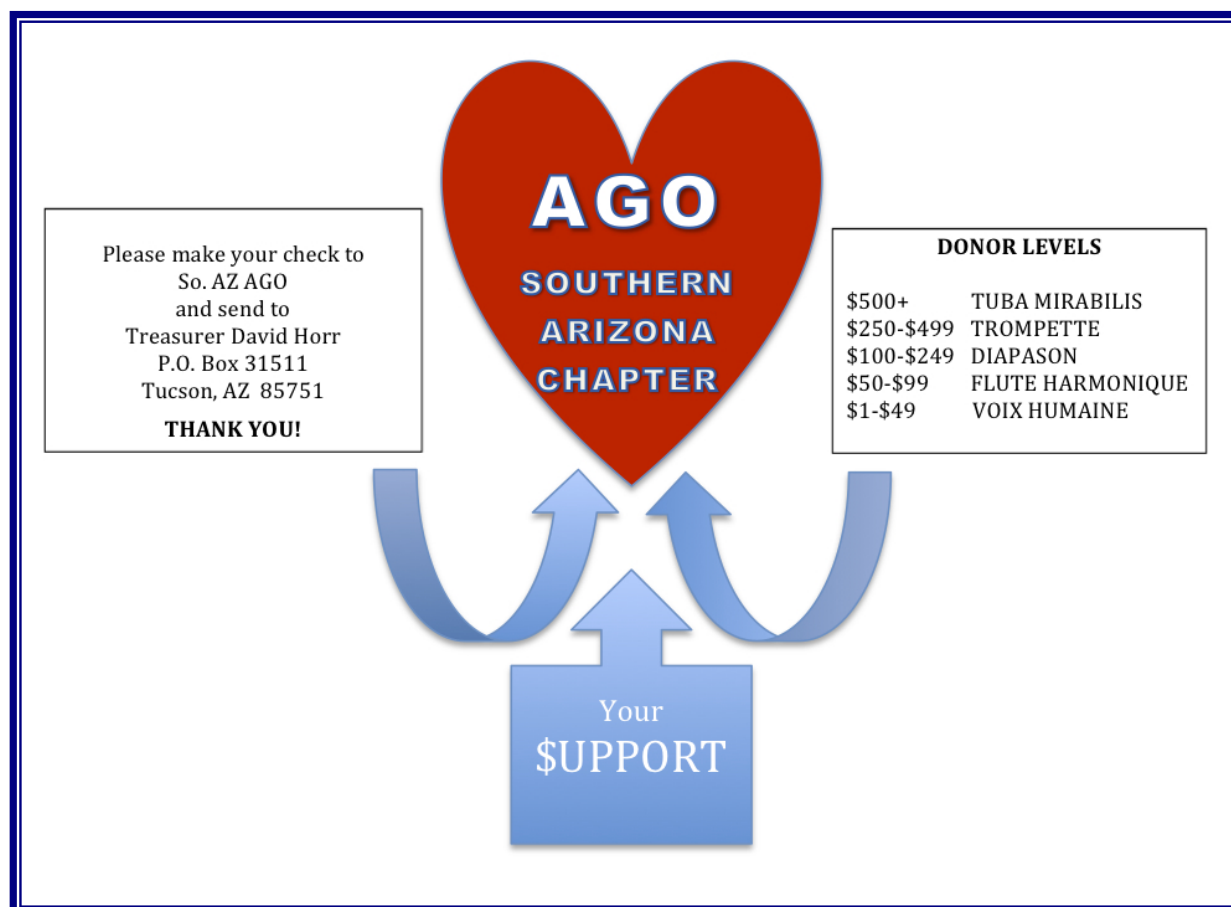 AGO
SOUTHERN
ARIZONA
CHAPTER
Please make your check to
So. AZ AGO
and send to
Treasurer David Horr
P.O. Box 31511
Tucson, AZ  85751
THANK YOU!
DONOR LEVELS
$500+ TUBA MIRABILIS
$250-$499 TROMPETTE
$100-$249 DIAPASON
$50-$99 FLUTE HARMONIQUE
$1-$49 VOIX HUMAINE
Your
$UPPORT